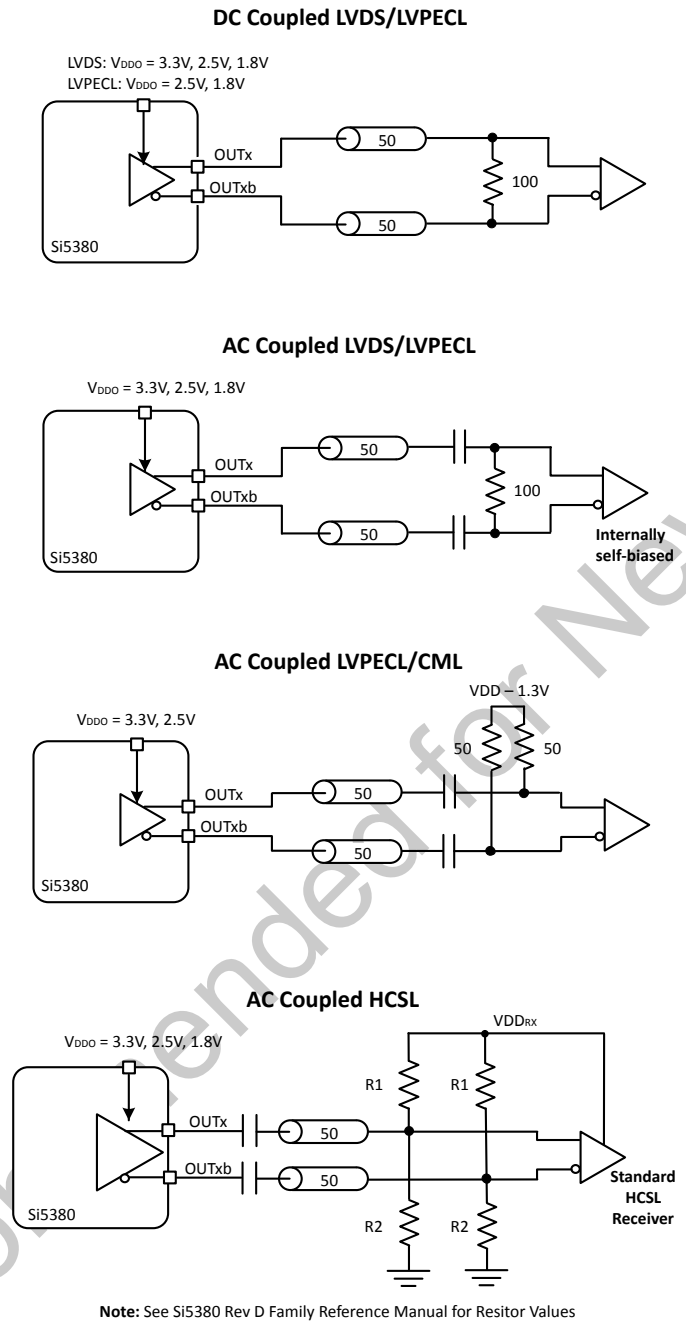 DC Coupled LVDS/LVPECL
LVDS: VDDO = 3.3V, 2.5V, 1.8V
LVPECL: VDDO = 2.5V, 1.8V
OUTx
50
100
OUTxb
50
Si5380
AC Coupled LVDS/LVPECL
VDDO = 3.3V, 2.5V, 1.8V
OUTx
50
100
OUTxb
50
Internally
self-biased
Si5380
AC Coupled LVPECL/CML
VDD – 1.3V
VDDO = 3.3V, 2.5V
50
50
OUTx
50
OUTxb
50
Si5380
AC Coupled HCSL
VDDRX
VDDO = 3.3V, 2.5V, 1.8V
R1
R1
OUTx
50
OUTxb
50
Standard
HCSL
Receiver
Si5380
R2
R2
Note: See Si5380 Rev D Family Reference Manual for Resitor Values
ommended for New